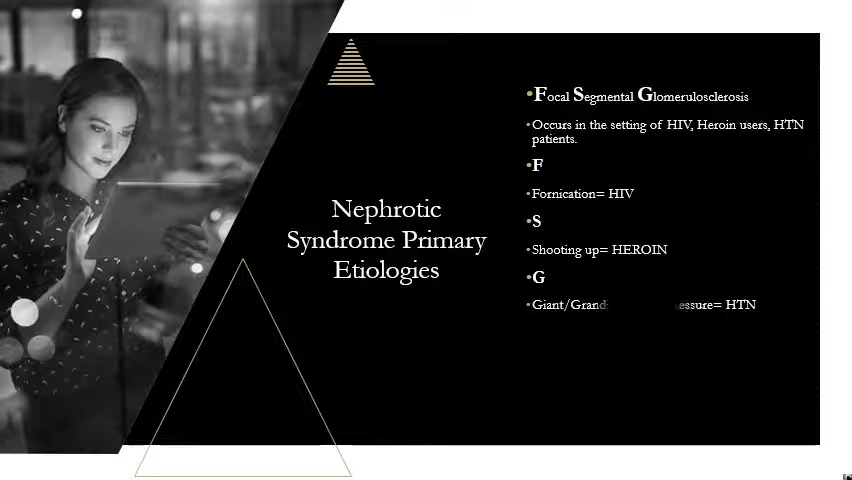 Nephrotic
Syndrome Primary
Etiologies
•Focal Segmental Glomerulosclerosis
•Occurs in the setting of HIV, Heroin users, HTN
patients.
•F
•Fornication= HIV
•S
•Shooting up= HEROIN
•G
•Giant/Grand essure= HTN